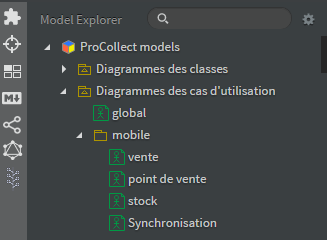 Model Explorer
ProCollect models
Diagrammes des classes
Diagrammes des cas d'utilisation
global
mobile
vente
point de vente
stock
Synchronisation